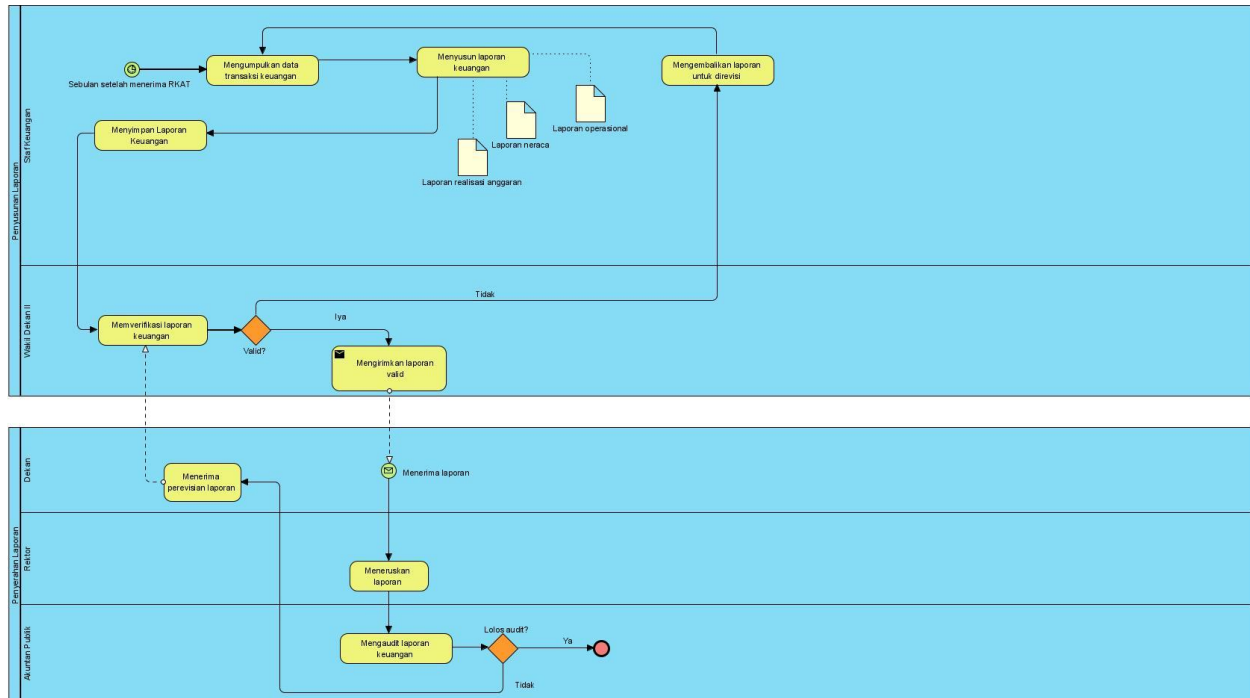 Penyusunan Laporan
Staf Keuangan
Sebulan setelah menerima RKAT
Mengumpulkan data
transaksi keuangan
Menyusun laporan
keuangan
Mengembalikan laporan
untuk direvisi
Laporan operasional
Laporan neraca
Laporan realisasi anggaran
Menyimpan Laporan
Keuangan
Wakil Dekan II
Memverifikasi laporan
keuangan
Valid?
Tidak
Iya
Mengirimkan laporan
valid
Penyerahan Laporan
Dekan
Menerima
perevisian laporan
Menerima laporan
Rektor
Meneruskan
laporan
Akuntan Publik
Mengaudit laporan
keuangan
Lolos audit?
Ya
Tidak